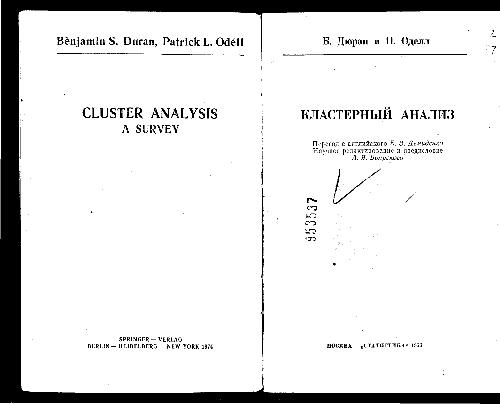 Benjamin S. Duran, Patrick L. Odell
CLUSTER ANALYSIS
A SURVEY
SPRINGER — VERLAG
BERLIN — HEIDELBERG — NEW YORK 1974
Б. Дюран и П. Оделл
КЛАСТЕРНЫЙ АНАЛИЗ
Перевод с английского Е. З. Демиденко
Научное редактирование и предисловие
А. Я. Боярского
953537
МОСКВА «СТАТИСТИКА»